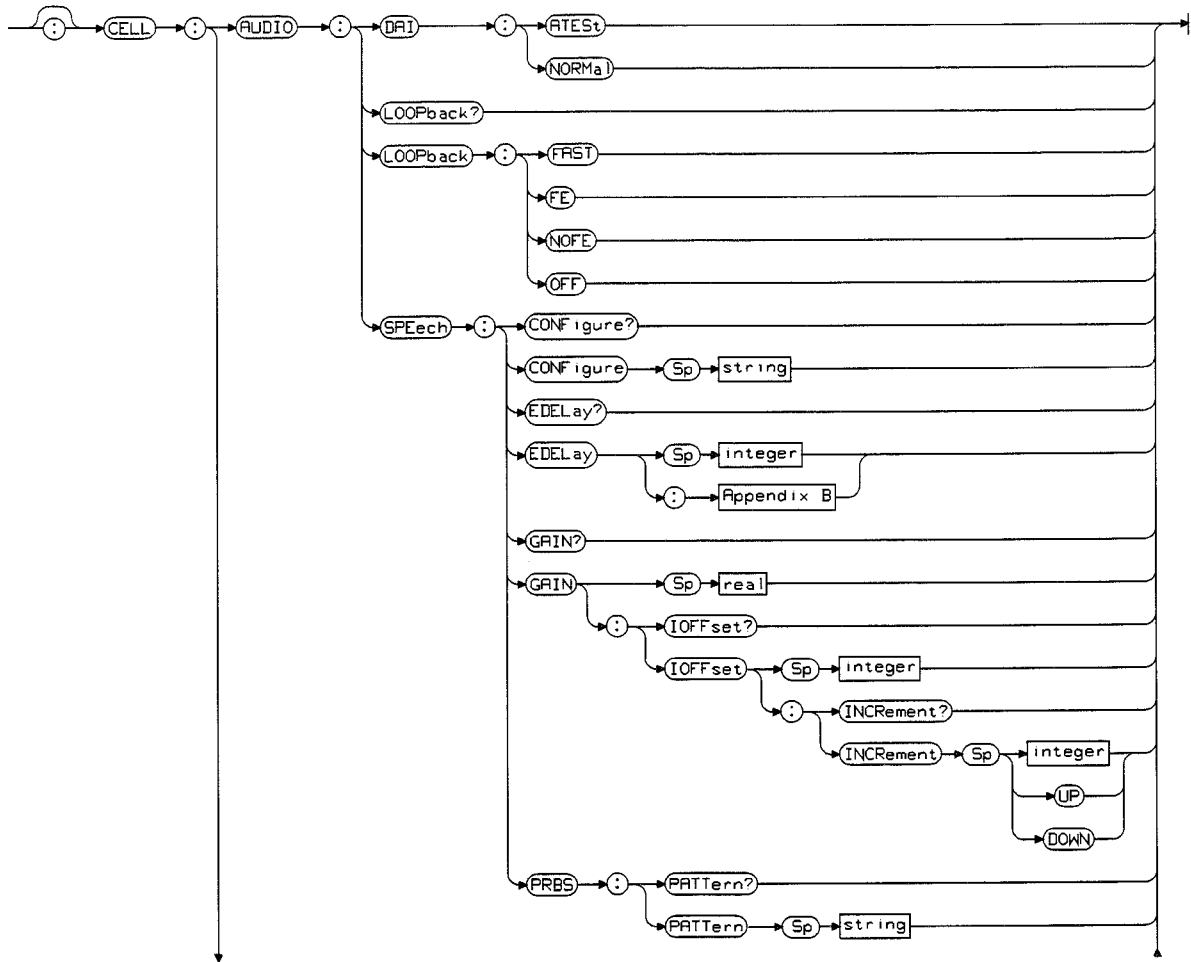 : CELL : AUDIO : DAI : ATESt
NORMal
LOOPback?
LOOPback : FAST
FE
NOFE
OFF
SPEech : CONFigure?
CONFigure Sp string
EDELay?
EDELay Sp integer
: Appendix B
GAIN?
GAIN Sp real
: IOFFset?
IOFFset Sp integer
: INCRement?
INCRement Sp integer
UP
DOWN
PRBS : PATTern?
PATTern Sp string